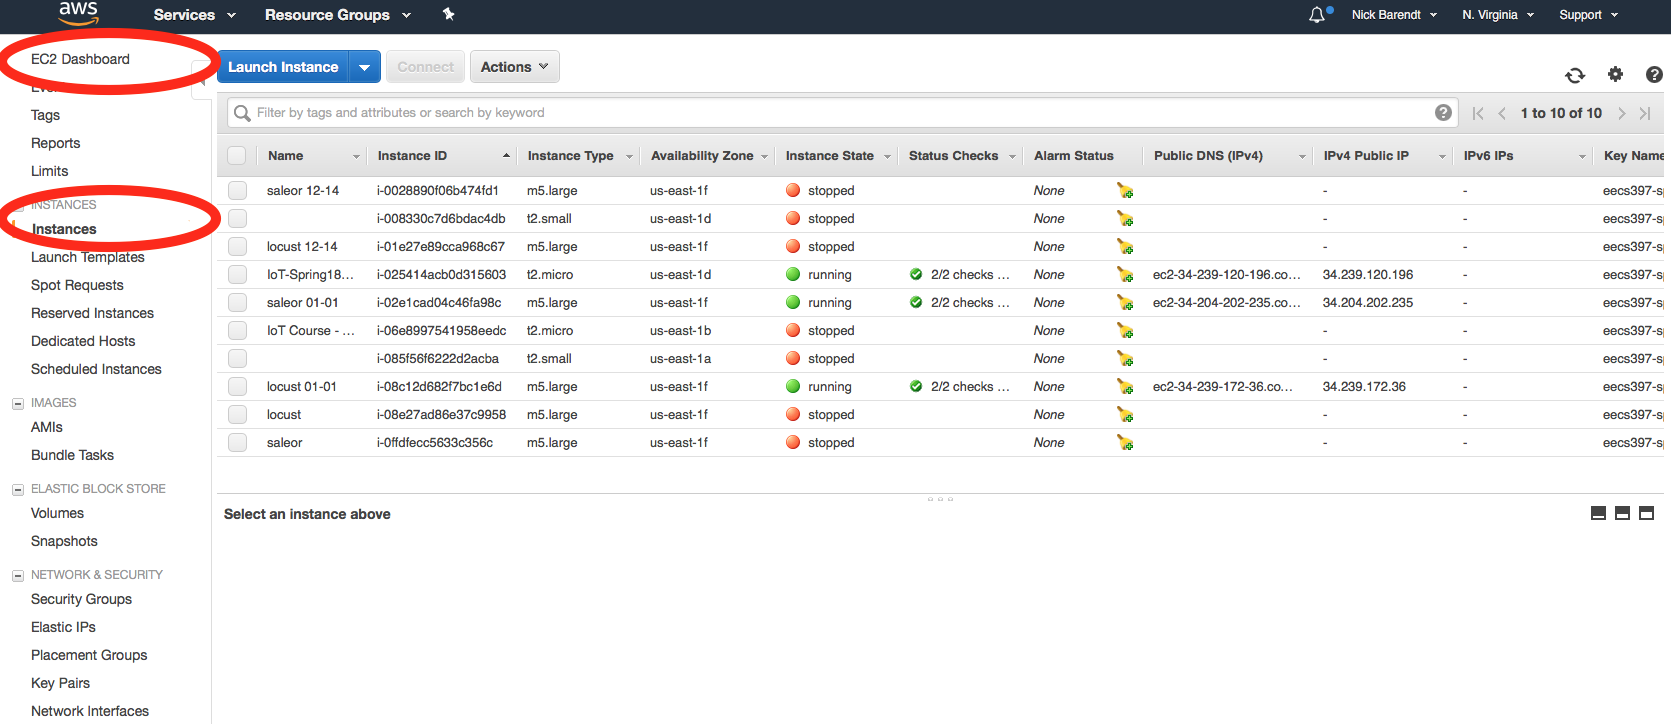 aws Services Resource Groups Nick Barendt N. Virginia Support
EC2 Dashboard
Tags
Reports
Limits
INSTANCES
Instances
Launch Templates
Spot Requests
Reserved Instances
Dedicated Hosts
Scheduled Instances
IMAGES
AMIs
Bundle Tasks
ELASTIC BLOCK STORE
Volumes
Snapshots
NETWORK & SECURITY
Security Groups
Elastic IPs
Placement Groups
Key Pairs
Network Interfaces
Launch Instance Connect Actions
Filter by tags and attributes or search by keyword 1 to 10 of 10
Name Instance ID Instance Type Availability Zone Instance State Status Checks Alarm Status Public DNS (IPv4) IPv4 Public IP IPv6 IPs Key Name
saleor 12-14 i-0028890f06b474fd1 m5.large us-east-1f stopped None - - eecs397-s
i-008330c7d6bdac4db t2.small us-east-1d stopped None - - eecs397-s
locust 12-14 i-01e27e89cca968c67 m5.large us-east-1f stopped None - - eecs397-s
IoT-Spring18... i-025414acb0d315603 t2.micro us-east-1d running 2/2 checks ... None ec2-34-239-120-196.co... 34.239.120.196 - eecs397-s
saleor 01-01 i-02e1cad04c46fa98c m5.large us-east-1f running 2/2 checks ... None ec2-34-204-202-235.co... 34.204.202.235 - eecs397-s
IoT Course - ... i-06e8997541958eedc t2.micro us-east-1b stopped None - - eecs397-s
i-085f56f6222d2acba t2.small us-east-1a stopped None - - eecs397-s
locust 01-01 i-08c12d682f7bc1e6d m5.large us-east-1f running 2/2 checks ... None ec2-34-239-172-36.co... 34.239.172.36 - eecs397-s
locust i-08e27ad86e37c9958 m5.large us-east-1f stopped None - - eecs397-s
saleor i-0ffdfecc5633c356c m5.large us-east-1f stopped None - - eecs397-s
Select an instance above